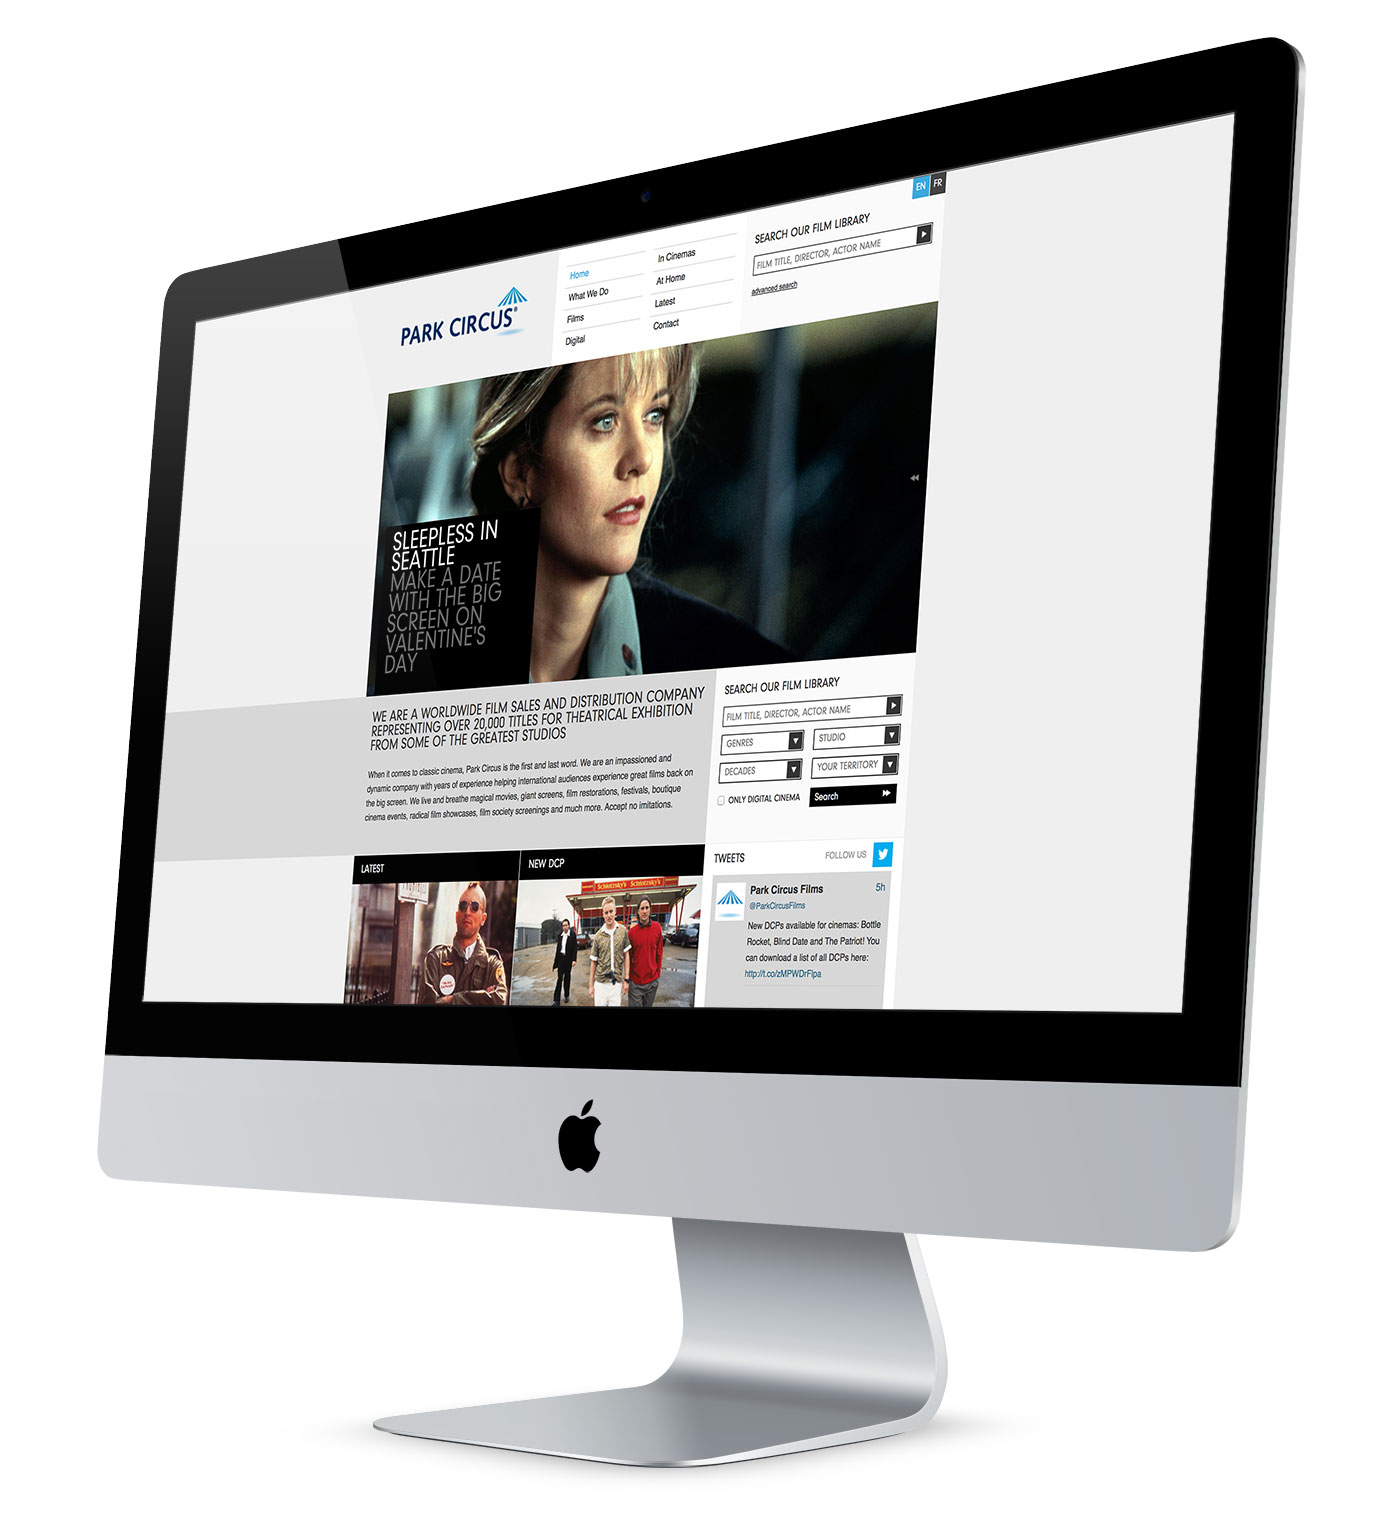 EN FR
PARK CIRCUS®
Home
What We Do
Films
Digital
In Cinemas
At Home
Latest
Contact
SEARCH OUR FILM LIBRARY
FILM TITLE, DIRECTOR, ACTOR NAME
advanced search
SLEEPLESS IN
SEATTLE
MAKE A DATE
WITH THE BIG
SCREEN ON
VALENTINE'S
DAY
WE ARE A WORLDWIDE FILM SALES AND DISTRIBUTION COMPANY
REPRESENTING OVER 20,000 TITLES FOR THEATRICAL EXHIBITION
FROM SOME OF THE GREATEST STUDIOS
When it comes to classic cinema, Park Circus is the first and last word. We are an impassioned and
dynamic company with years of experience helping international audiences experience great films back on
the big screen. We live and breathe magical movies, giant screens, film restorations, festivals, boutique
cinema events, radical film showcases, film society screenings and much more. Accept no imitations.
SEARCH OUR FILM LIBRARY
FILM TITLE, DIRECTOR, ACTOR NAME
GENRES
STUDIO
DECADES
YOUR TERRITORY
ONLY DIGITAL CINEMA
Search
LATEST
NEW DCP
Schlotzsky's Schlotzsky's
TWEETS
FOLLOW US
Park Circus Films 5h
@ParkCircusFilms
New DCPs available for cinemas: Bottle
Rocket, Blind Date and The Patriot! You
can download a list of all DCPs here:
http://t.co/zMPWDrFlpa